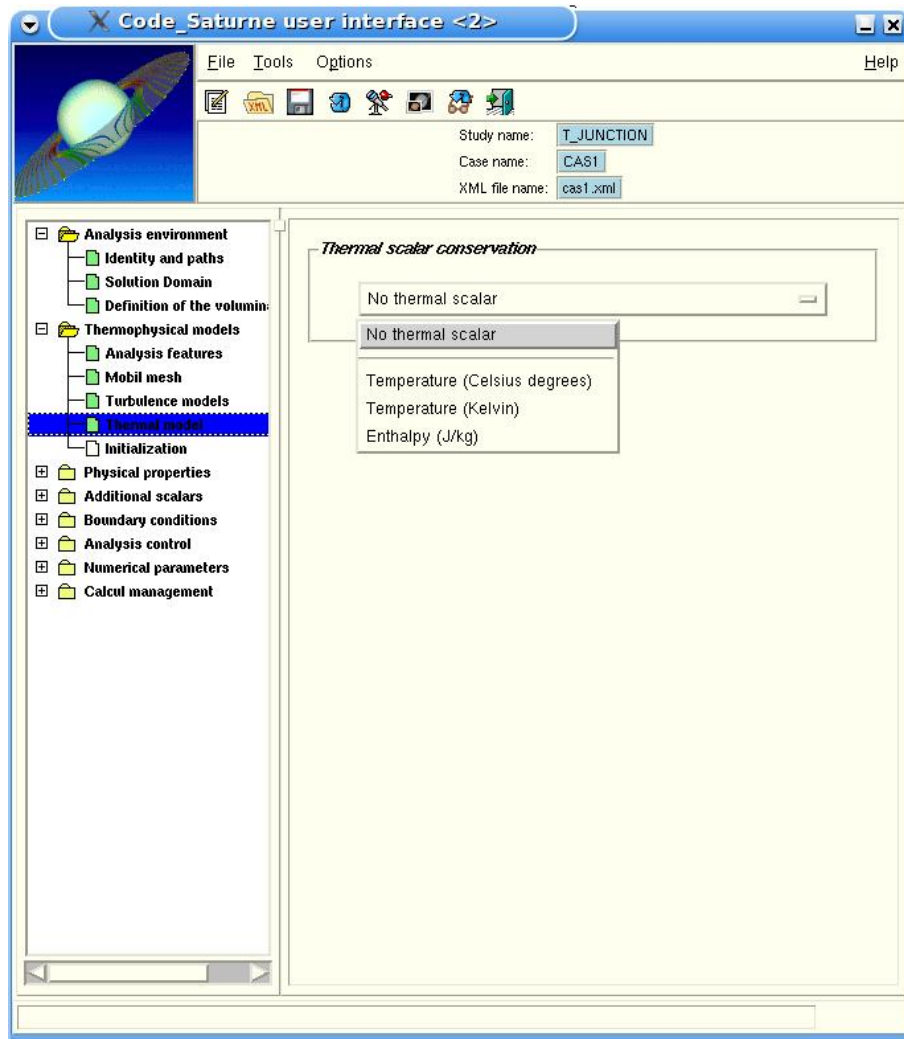 Code_Saturne user interface <2>
File Tools Options Help
XML
Study name: T_JUNCTION
Case name: CAS1
XML file name: cas1.xml
Analysis environment
Identity and paths
Solution Domain
Definition of the volumin
Thermophysical models
Analysis features
Mobil mesh
Turbulence models
Thermal model
Initialization
Physical properties
Additional scalars
Boundary conditions
Analysis control
Numerical parameters
Calcul management
Thermal scalar conservation
No thermal scalar
No thermal scalar
Temperature (Celsius degrees)
Temperature (Kelvin)
Enthalpy (J/kg)